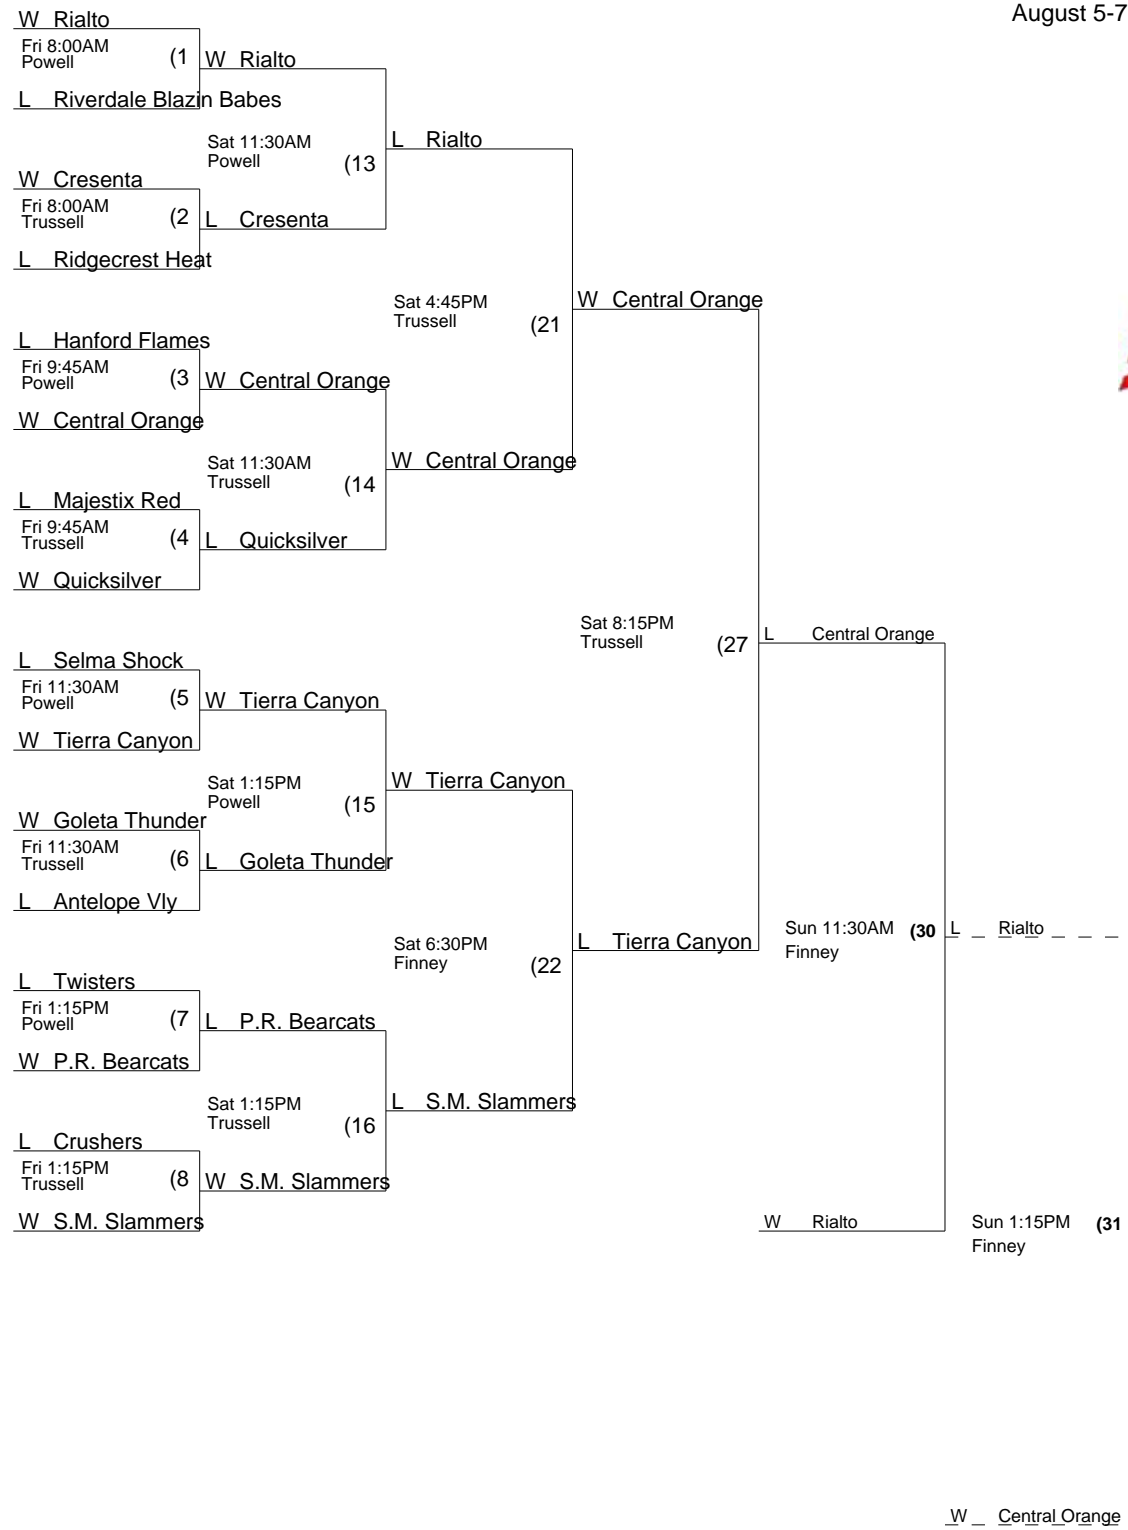 August 5-7
W Rialto
Fri 8:00AM
Powell
(1
W Rialto
L Riverdale Blazin Babes
Sat 11:30AM
Powell
(13
L Rialto
W Cresenta
Fri 8:00AM
Trussell
(2
L Cresenta
L Ridgecrest Heat
Sat 4:45PM
Trussell
(21
W Central Orange
L Hanford Flames
Fri 9:45AM
Powell
(3
W Central Orange
W Central Orange
Sat 11:30AM
Trussell
(14
W Central Orange
L Majestix Red
Fri 9:45AM
Trussell
(4
L Quicksilver
W Quicksilver
Sat 8:15PM
Trussell
(27
L Central Orange
L Selma Shock
Fri 11:30AM
Powell
(5
W Tierra Canyon
W Tierra Canyon
Sat 1:15PM
Powell
(15
W Tierra Canyon
W Goleta Thunder
Fri 11:30AM
Trussell
(6
L Goleta Thunder
L Antelope Vly
Sat 6:30PM
Finney
(22
L Tierra Canyon
Sun 11:30AM
Finney
(30
L Rialto
L Twisters
Fri 1:15PM
Powell
(7
L P.R. Bearcats
W P.R. Bearcats
Sat 1:15PM
Trussell
(16
L S.M. Slammers
L Crushers
Fri 1:15PM
Trussell
(8
W S.M. Slammers
W S.M. Slammers
W Rialto
Sun 1:15PM
Finney
(31
W Central Orange